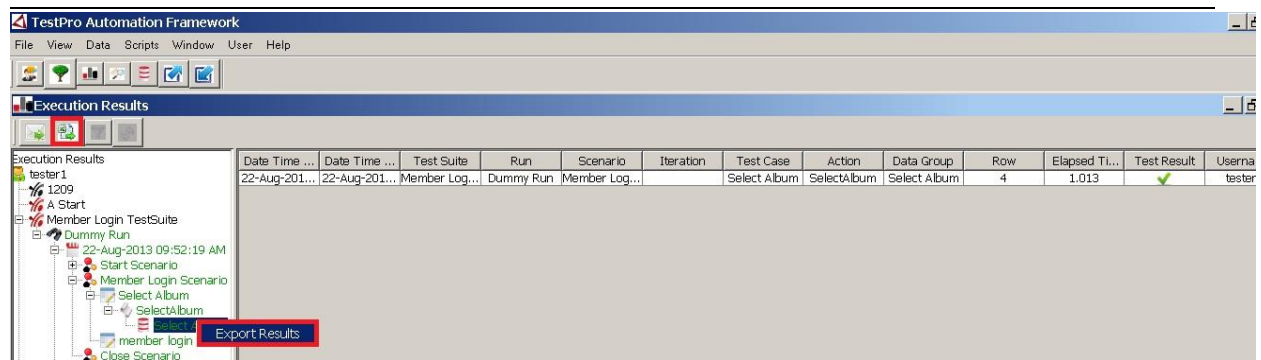 TestPro Automation Framework
File View Data Scripts Window User Help
Execution Results
Execution Results
tester1
1209
A Start
Member Login TestSuite
Dummy Run
22-Aug-2013 09:52:19 AM
Start Scenario
Member Login Scenario
Select Album
SelectAlbum
Select A
Export Results
member login
Close Scenario
Date Time ... Date Time ... Test Suite Run Scenario Iteration Test Case Action Data Group Row Elapsed Ti... Test Result Userna
22-Aug-201... 22-Aug-201... Member Log... Dummy Run Member Log... Select Album SelectAlbum Select Album 4 1.013 tester